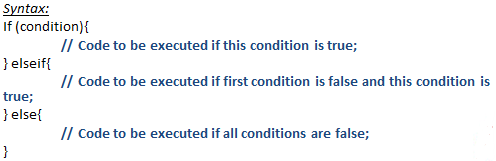 Syntax:
If (condition){
// Code to be executed if this condition is true;
} elseif{
// Code to be executed if first condition is false and this condition is
true;
} else{
// Code to be executed if all conditions are false;
}